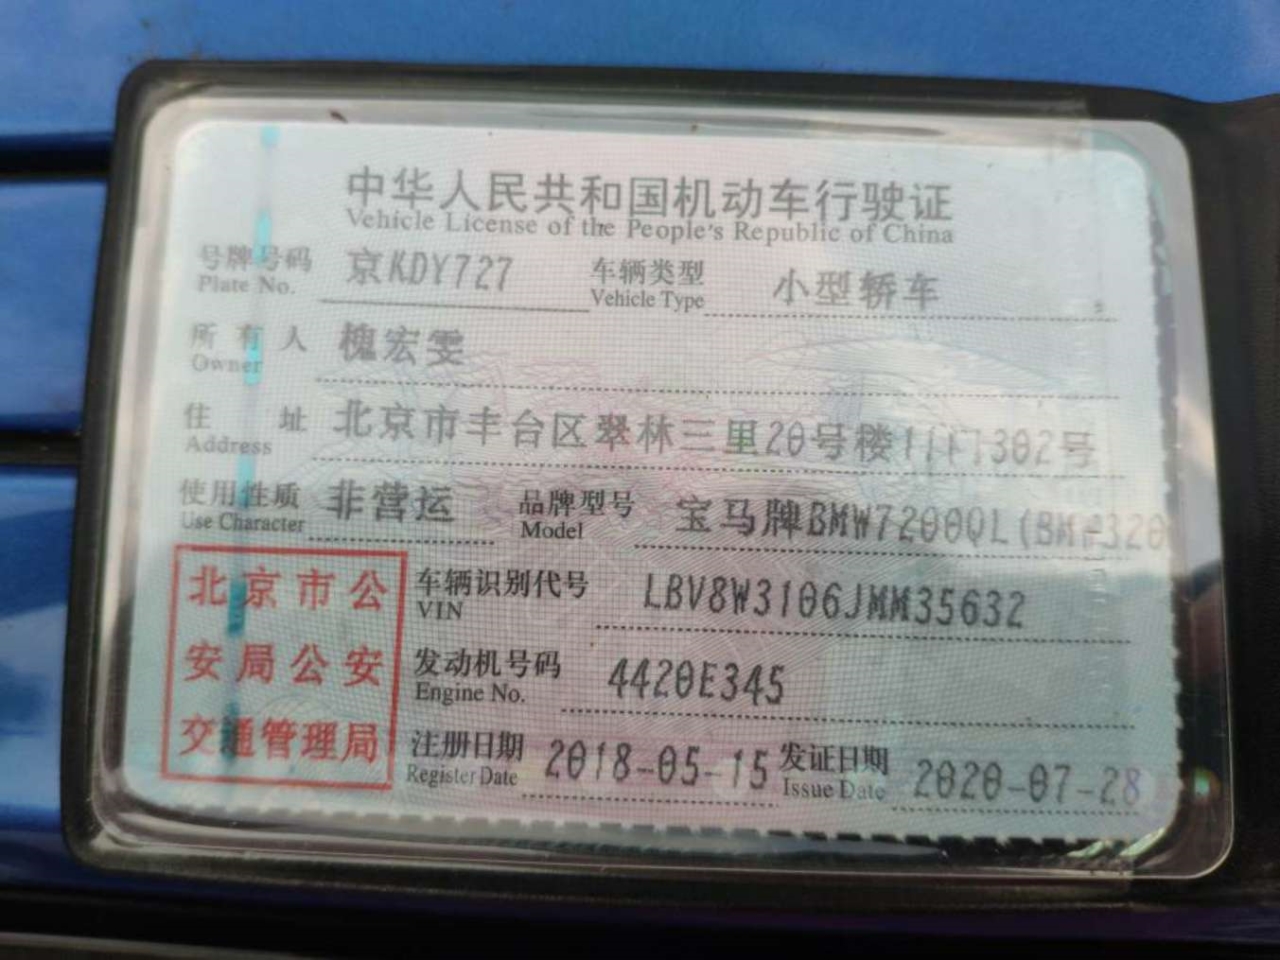 中华人民共和国机动车行驶证
Vehicle License of the People's Republic of China
号牌号码 京KDY727 车辆类型 小型轿车
Plate No. Vehicle Type
所有人 槐宏雯
Owner
住址 北京市丰台区翠林三里20号楼11F1302号
Address
使用性质 非营运 品牌型号 宝马牌BMW7200QL(BMW320
Use Character Model
北京市公
安局公安
交通管理局
车辆识别代号 LBV8W3106JMM35632
VIN
发动机号码 4420E345
Engine No.
注册日期 2018-05-15 发证日期 2020-07-28
Register Date Issue Date